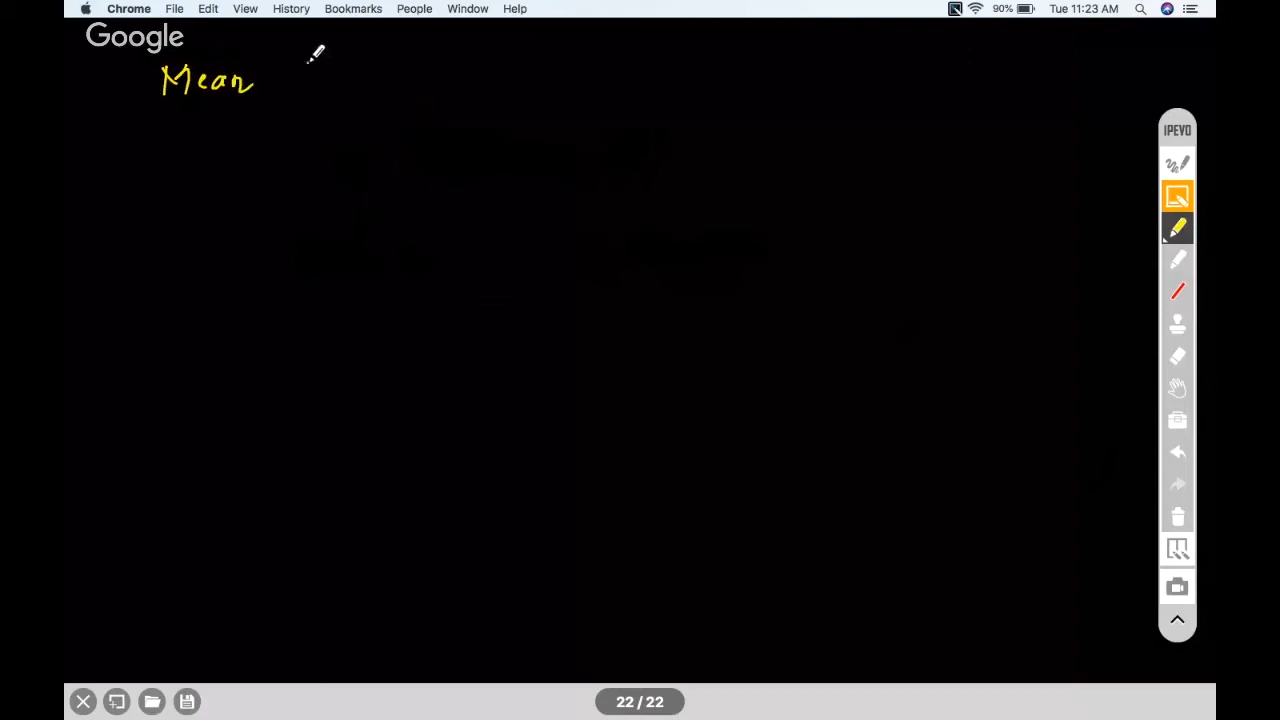 Chrome File Edit View History Bookmarks People Window Help 90% Tue 11:23 AM
Google
Mean
IPEVO
22 / 22